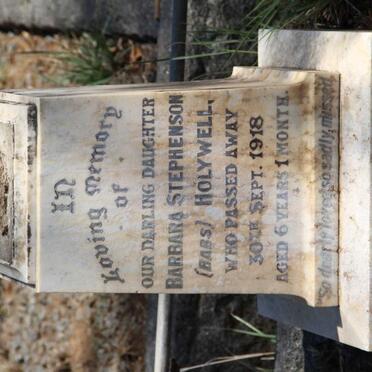 IN
Loving Memory
of
OUR DARLING DAUGHTER
BARBARA STEPHENSON
(BABS) HOLYWELL,
WHO PASSED AWAY
30TH SEPT. 1918
AGED 6 YEARS 1 MONTH.
So dearly loved, so sadly missed